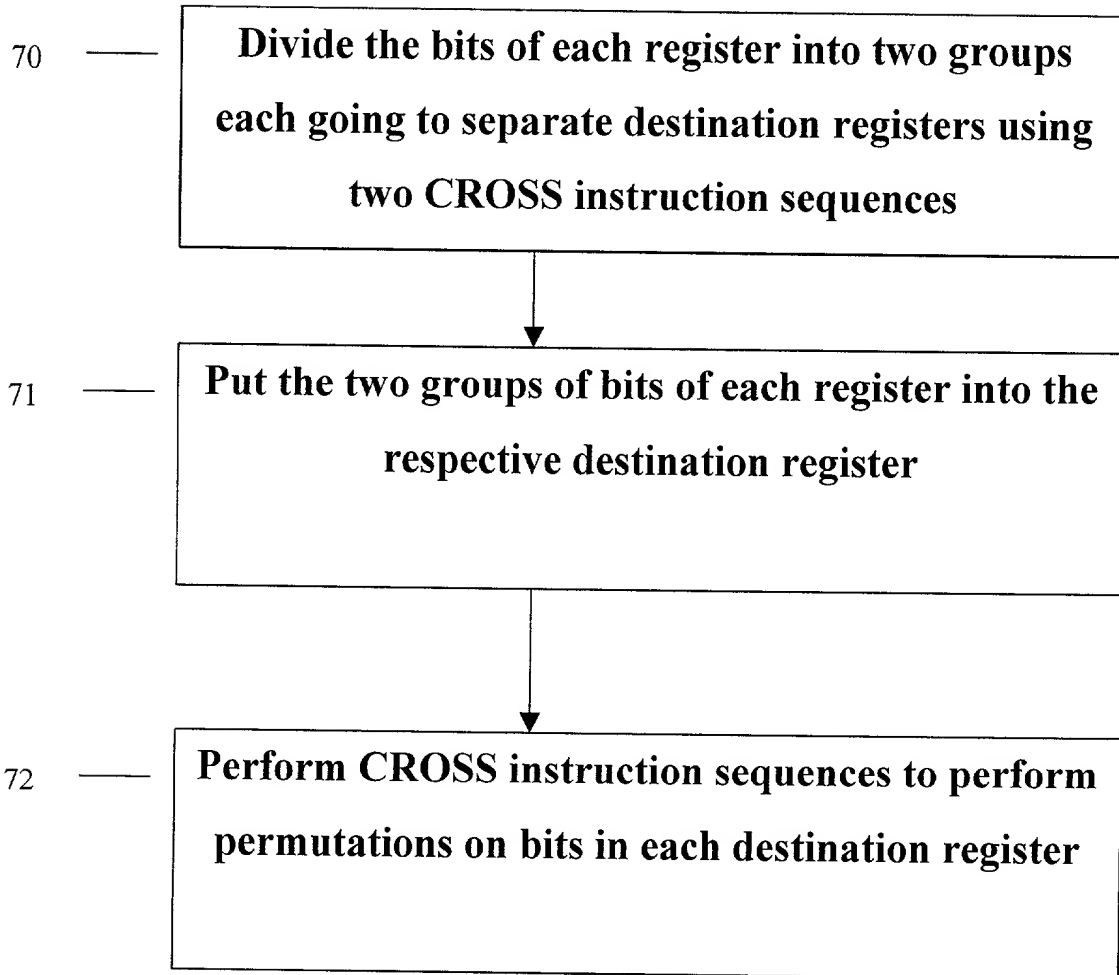 70
Divide the bits of each register into two groups
each going to separate destination registers using
two CROSS instruction sequences
71
Put the two groups of bits of each register into the
respective destination register
72
Perform CROSS instruction sequences to perform
permutations on bits in each destination register